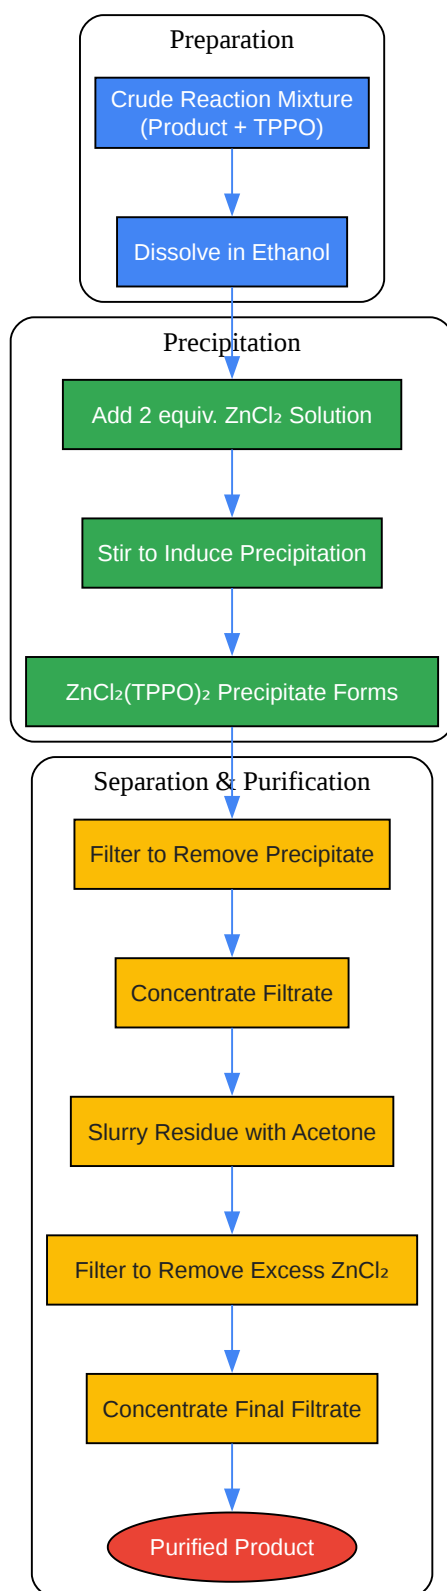 Preparation
Crude Reaction Mixture
(Product + TPPO)
Dissolve in Ethanol
Precipitation
Add 2 equiv. ZnCl₂ Solution
Stir to Induce Precipitation
ZnCl₂(TPPO)₂ Precipitate Forms
Separation & Purification
Filter to Remove Precipitate
Concentrate Filtrate
Slurry Residue with Acetone
Filter to Remove Excess ZnCl₂
Concentrate Final Filtrate
Purified Product